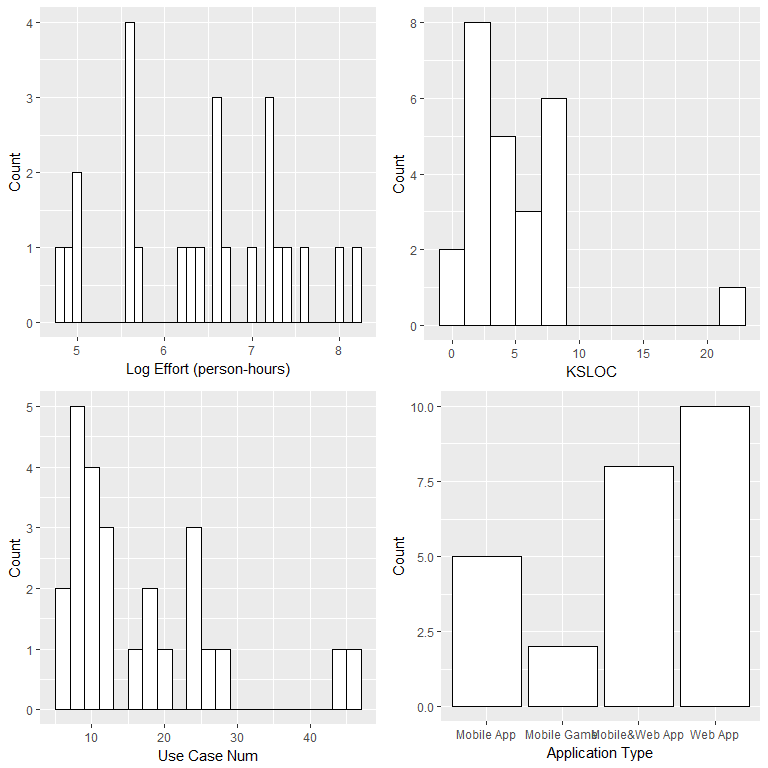 4
3
2
1
0
Count
5 6 7 8
Log Effort (person-hours)
8
6
4
2
0
Count
0 5 10 15 20
KSLOC
5
4
3
2
1
0
Count
10 20 30 40
Use Case Num
10.0
7.5
5.0
2.5
0.0
Count
Mobile App Mobile Game Mobile&Web App Web App
Application Type